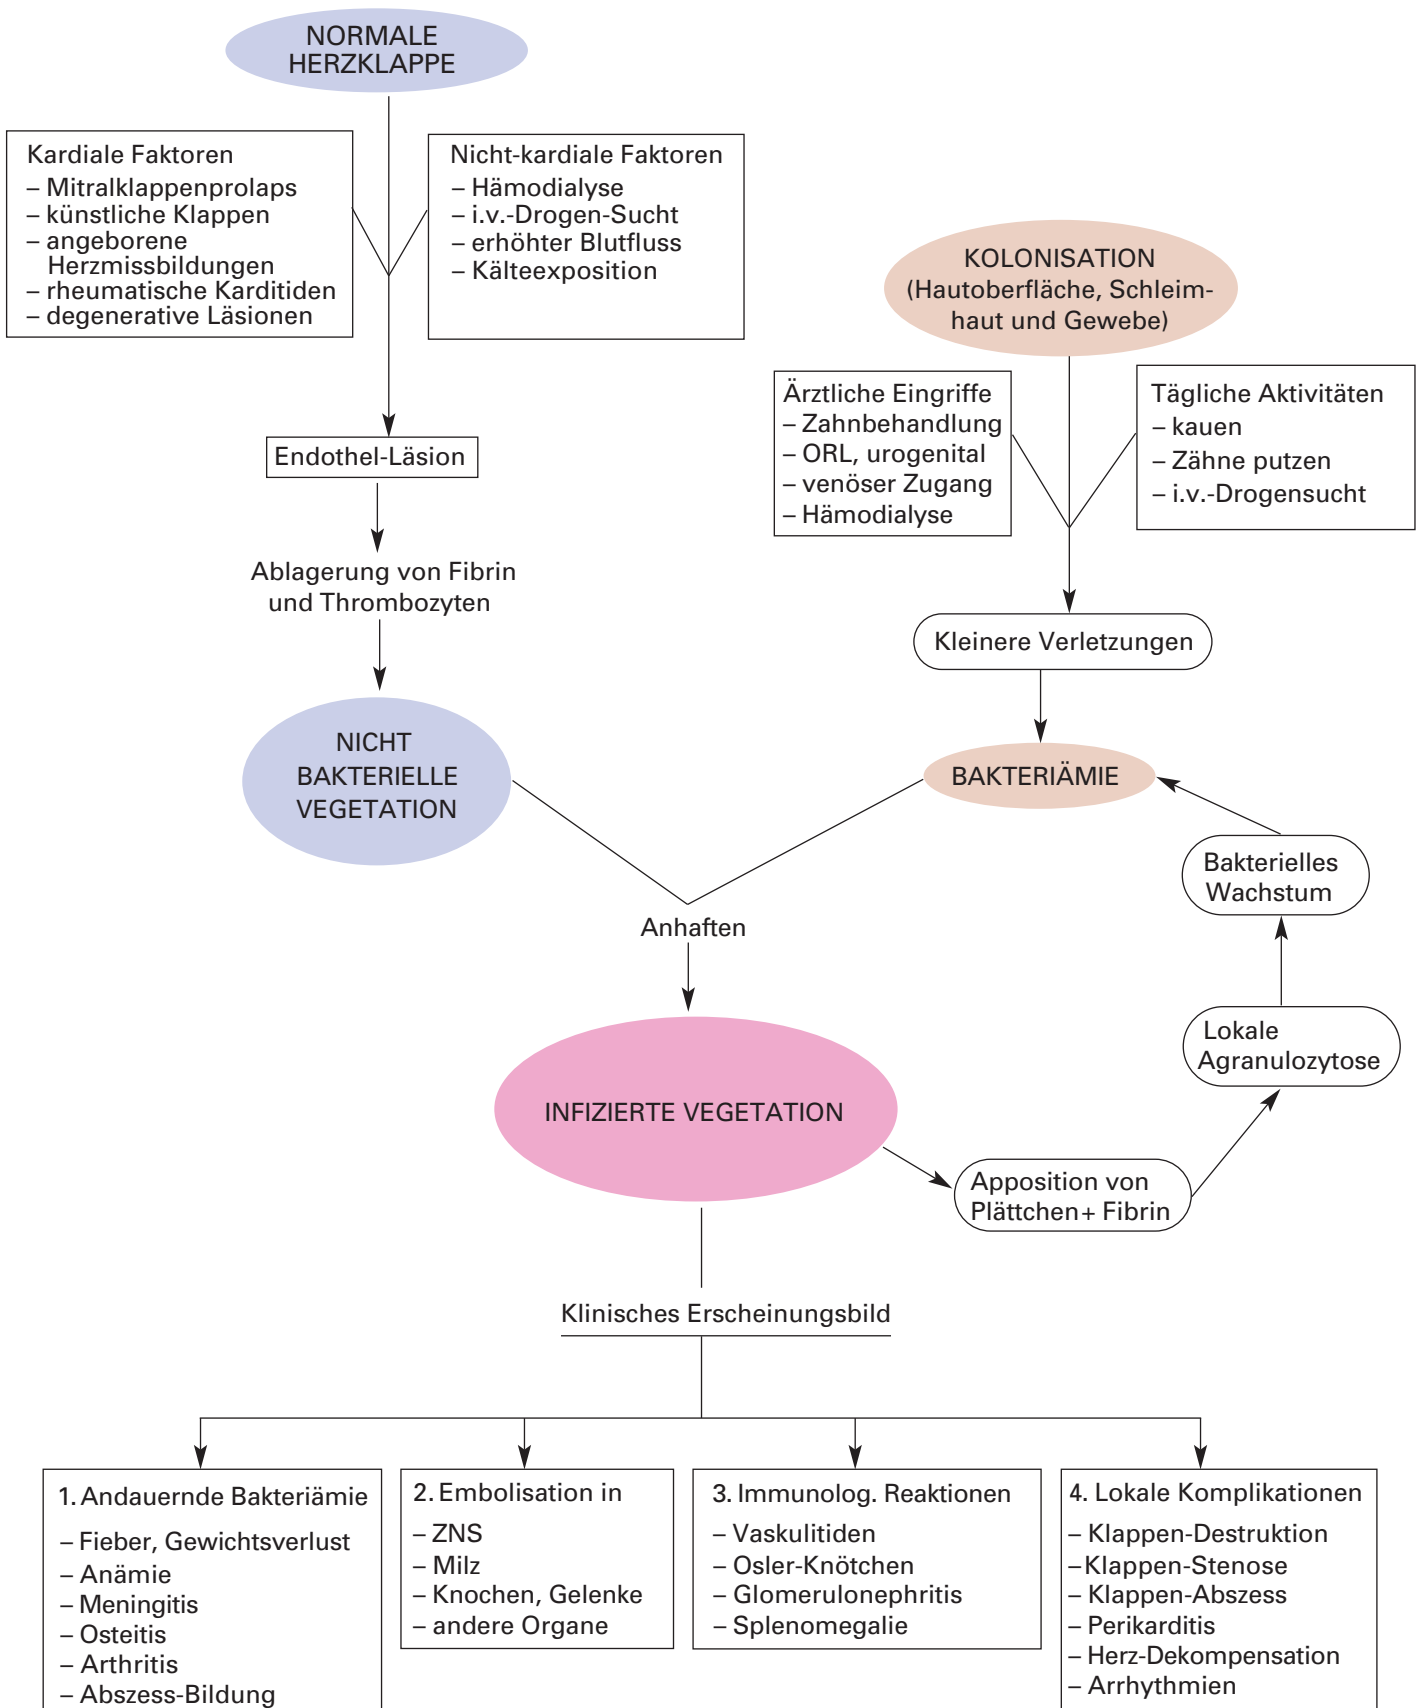 NORMALE
HERZKLAPPE
Kardiale Faktoren
– Mitralklappenprolaps
– künstliche Klappen
– angeborene
Herzmissbildungen
– rheumatische Karditiden
– degenerative Läsionen
Nicht-kardiale Faktoren
– Hämodialyse
– i.v.-Drogen-Sucht
– erhöhter Blutfluss
– Kälteexposition
KOLONISATION
(Hautoberfläche, Schleim-
haut und Gewebe)
Ärztliche Eingriffe
– Zahnbehandlung
– ORL, urogenital
– venöser Zugang
– Hämodialyse
Tägliche Aktivitäten
– kauen
– Zähne putzen
– i.v.-Drogensucht
Endothel-Läsion
Ablagerung von Fibrin
und Thrombozyten
Kleinere Verletzungen
NICHT
BAKTERIELLE
VEGETATION
BAKTERIÄMIE
Bakterielles
Wachstum
Anhaften
Lokale
Agranulozytose
INFIZIERTE VEGETATION
Apposition von
Plättchen+ Fibrin
Klinisches Erscheinungsbild
1. Andauernde Bakteriämie
– Fieber, Gewichtsverlust
– Anämie
– Meningitis
– Osteitis
– Arthritis
– Abszess-Bildung
2. Embolisation in
– ZNS
– Milz
– Knochen, Gelenke
– andere Organe
3. Immunolog. Reaktionen
– Vaskulitiden
– Osler-Knötchen
– Glomerulonephritis
– Splenomegalie
4. Lokale Komplikationen
– Klappen-Destruktion
– Klappen-Stenose
– Klappen-Abszess
– Perikarditis
– Herz-Dekompensation
– Arrhythmien